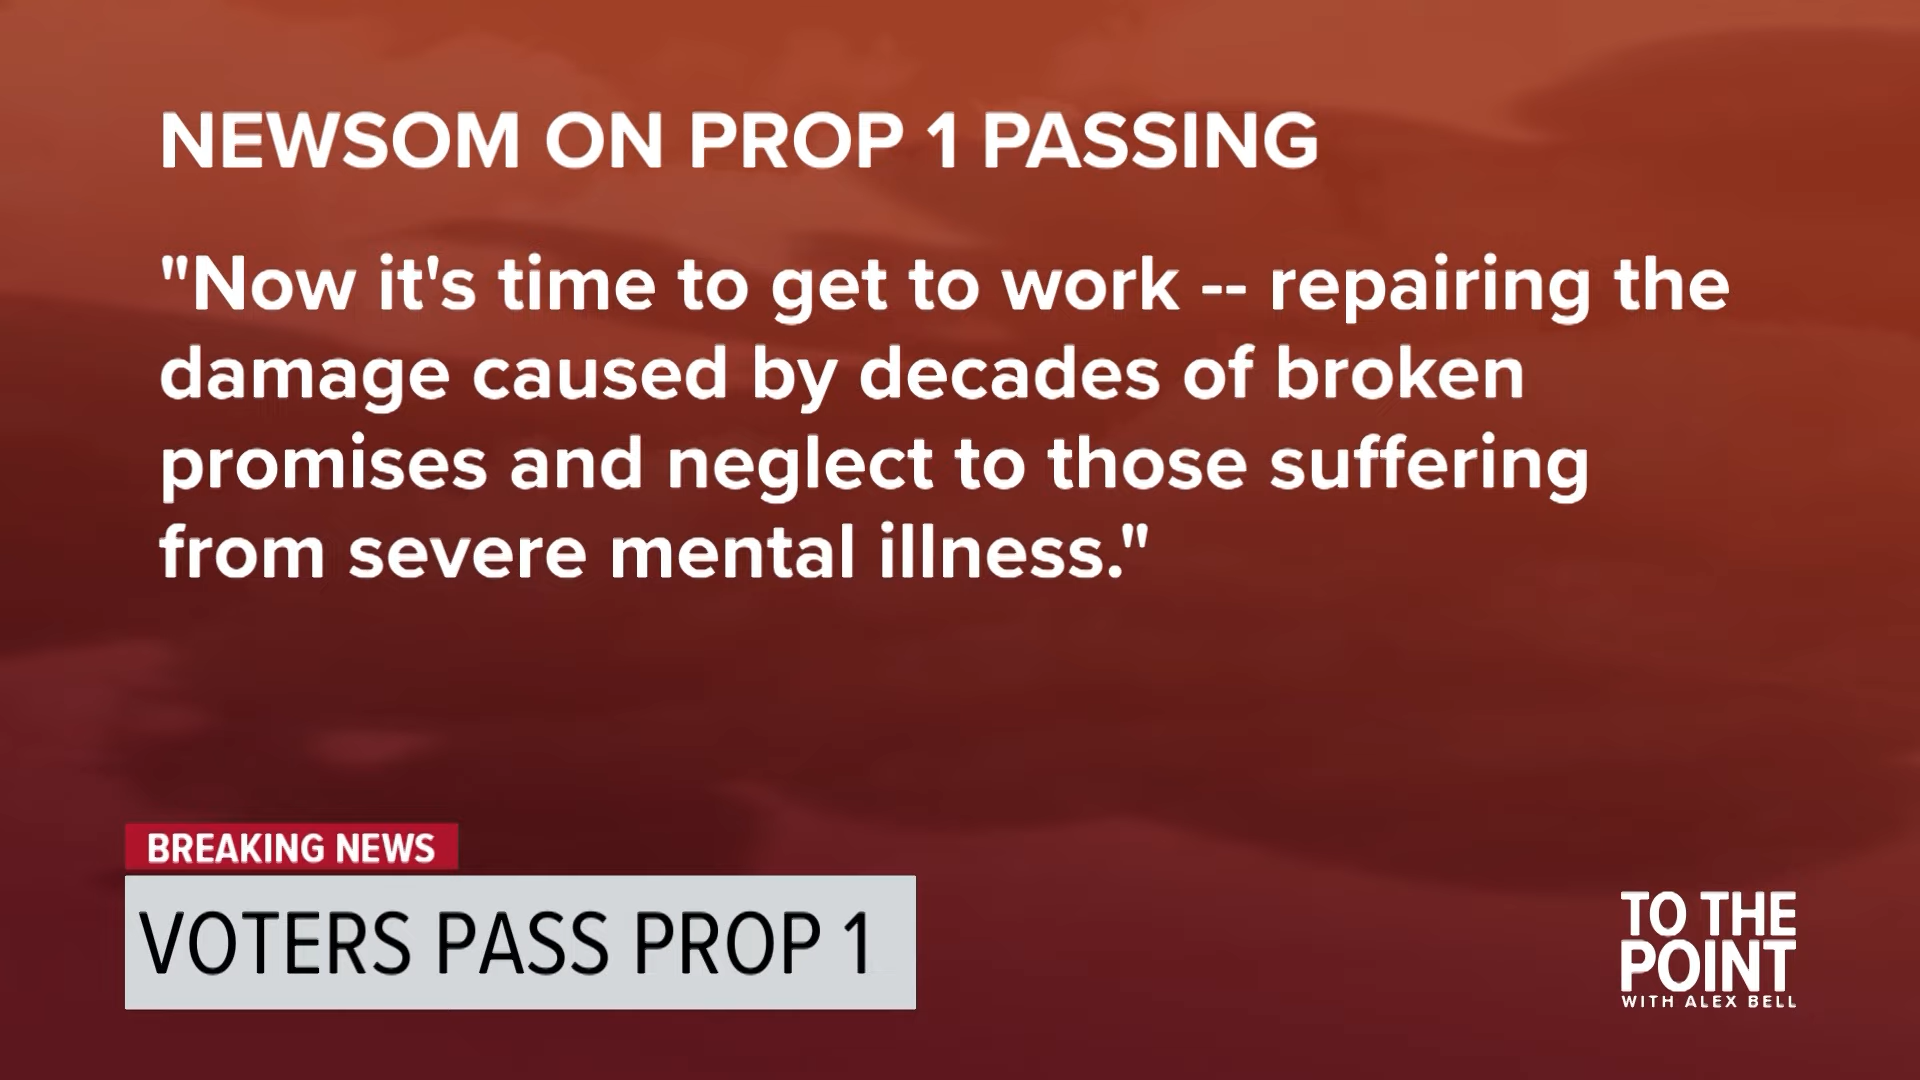 NEWSOM ON PROP 1 PASSING
"Now it's time to get to work -- repairing the
damage caused by decades of broken
promises and neglect to those suffering
from severe mental illness."
BREAKING NEWS
VOTERS PASS PROP 1
TO THE
POINT
WITH ALEX BELL